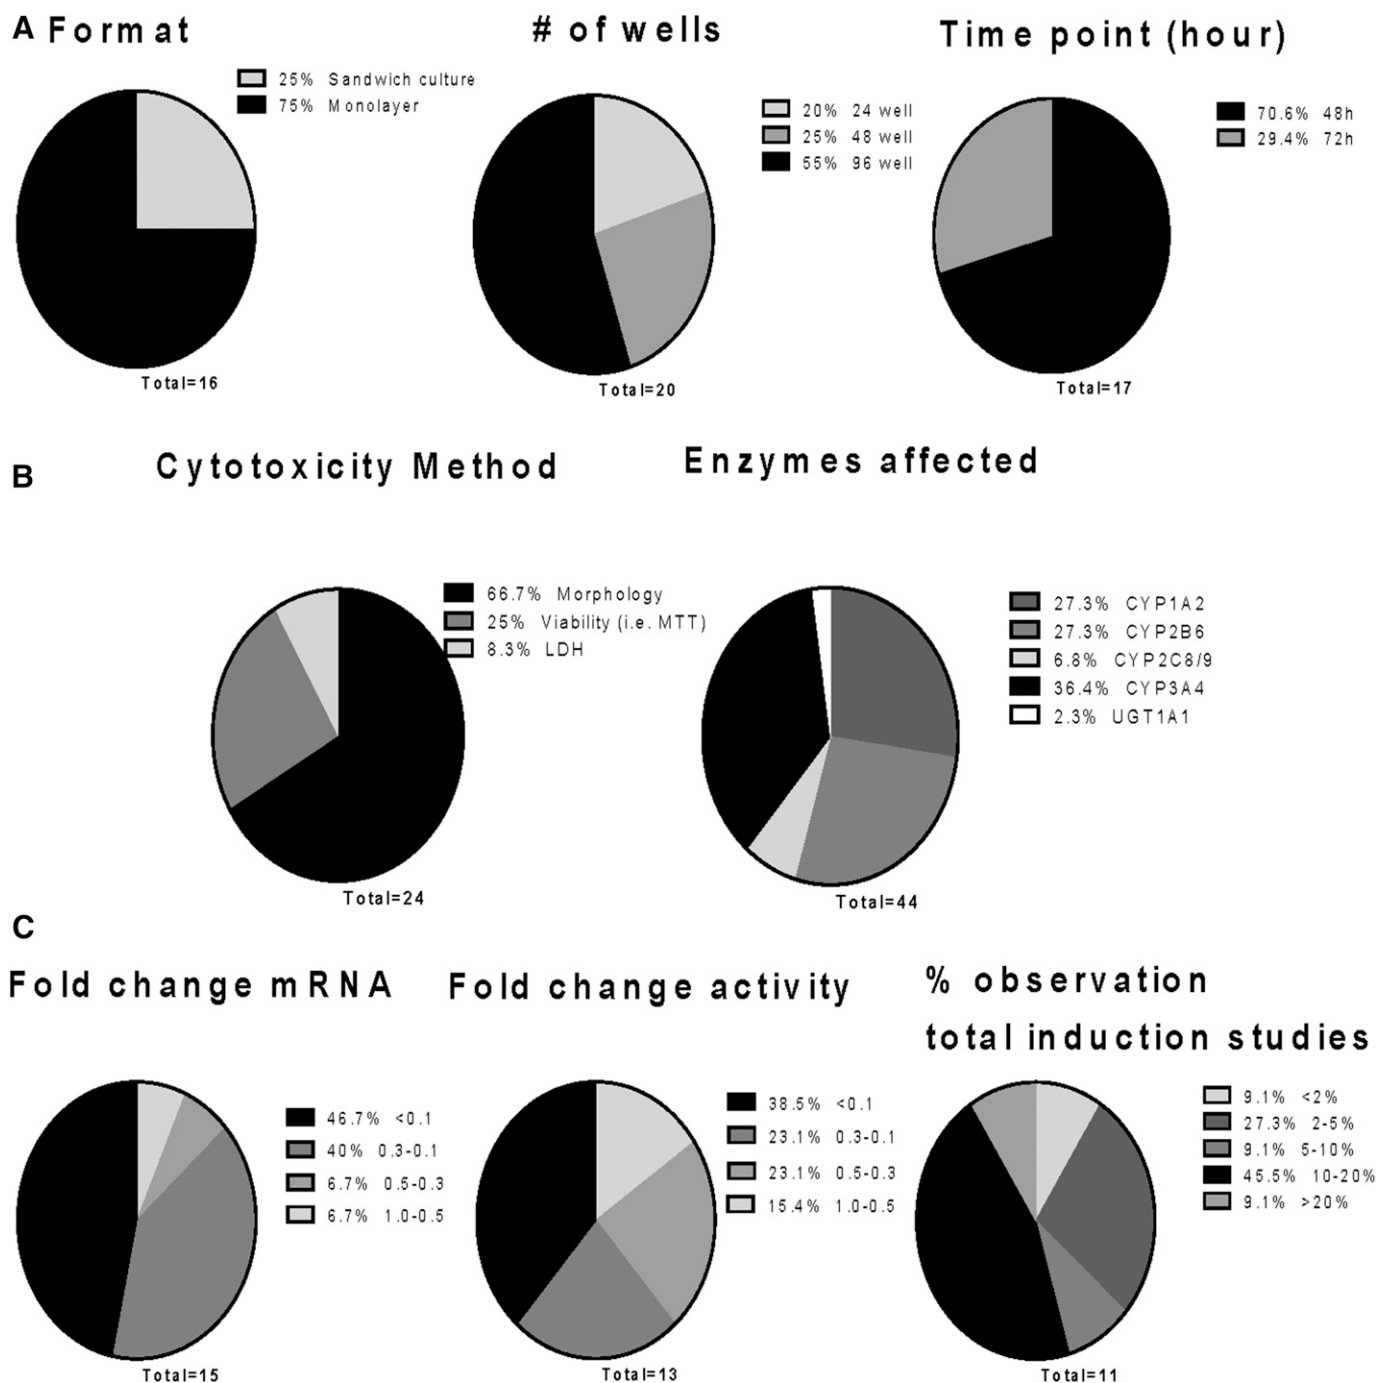 A Format
25% Sandwich culture
75% Monolayer
Total=16
# of wells
20% 24 well
25% 48 well
55% 96 well
Total=20
Time point (hour)
70.6% 48h
29.4% 72h
Total=17
B
Cytotoxicity Method
66.7% Morphology
25% Viability (i.e. MTT)
8.3% LDH
Total=24
Enzymes affected
27.3% CYP1A2
27.3% CYP2B6
6.8% CYP2C8/9
36.4% CYP3A4
2.3% UGT1A1
Total=44
C
Fold change mRNA
46.7% <0.1
40% 0.3-0.1
6.7% 0.5-0.3
6.7% 1.0-0.5
Total=15
Fold change activity
38.5% <0.1
23.1% 0.3-0.1
23.1% 0.5-0.3
15.4% 1.0-0.5
Total=13
% observation
total induction studies
9.1% <2%
27.3% 2-5%
9.1% 5-10%
45.5% 10-20%
9.1% >20%
Total=11